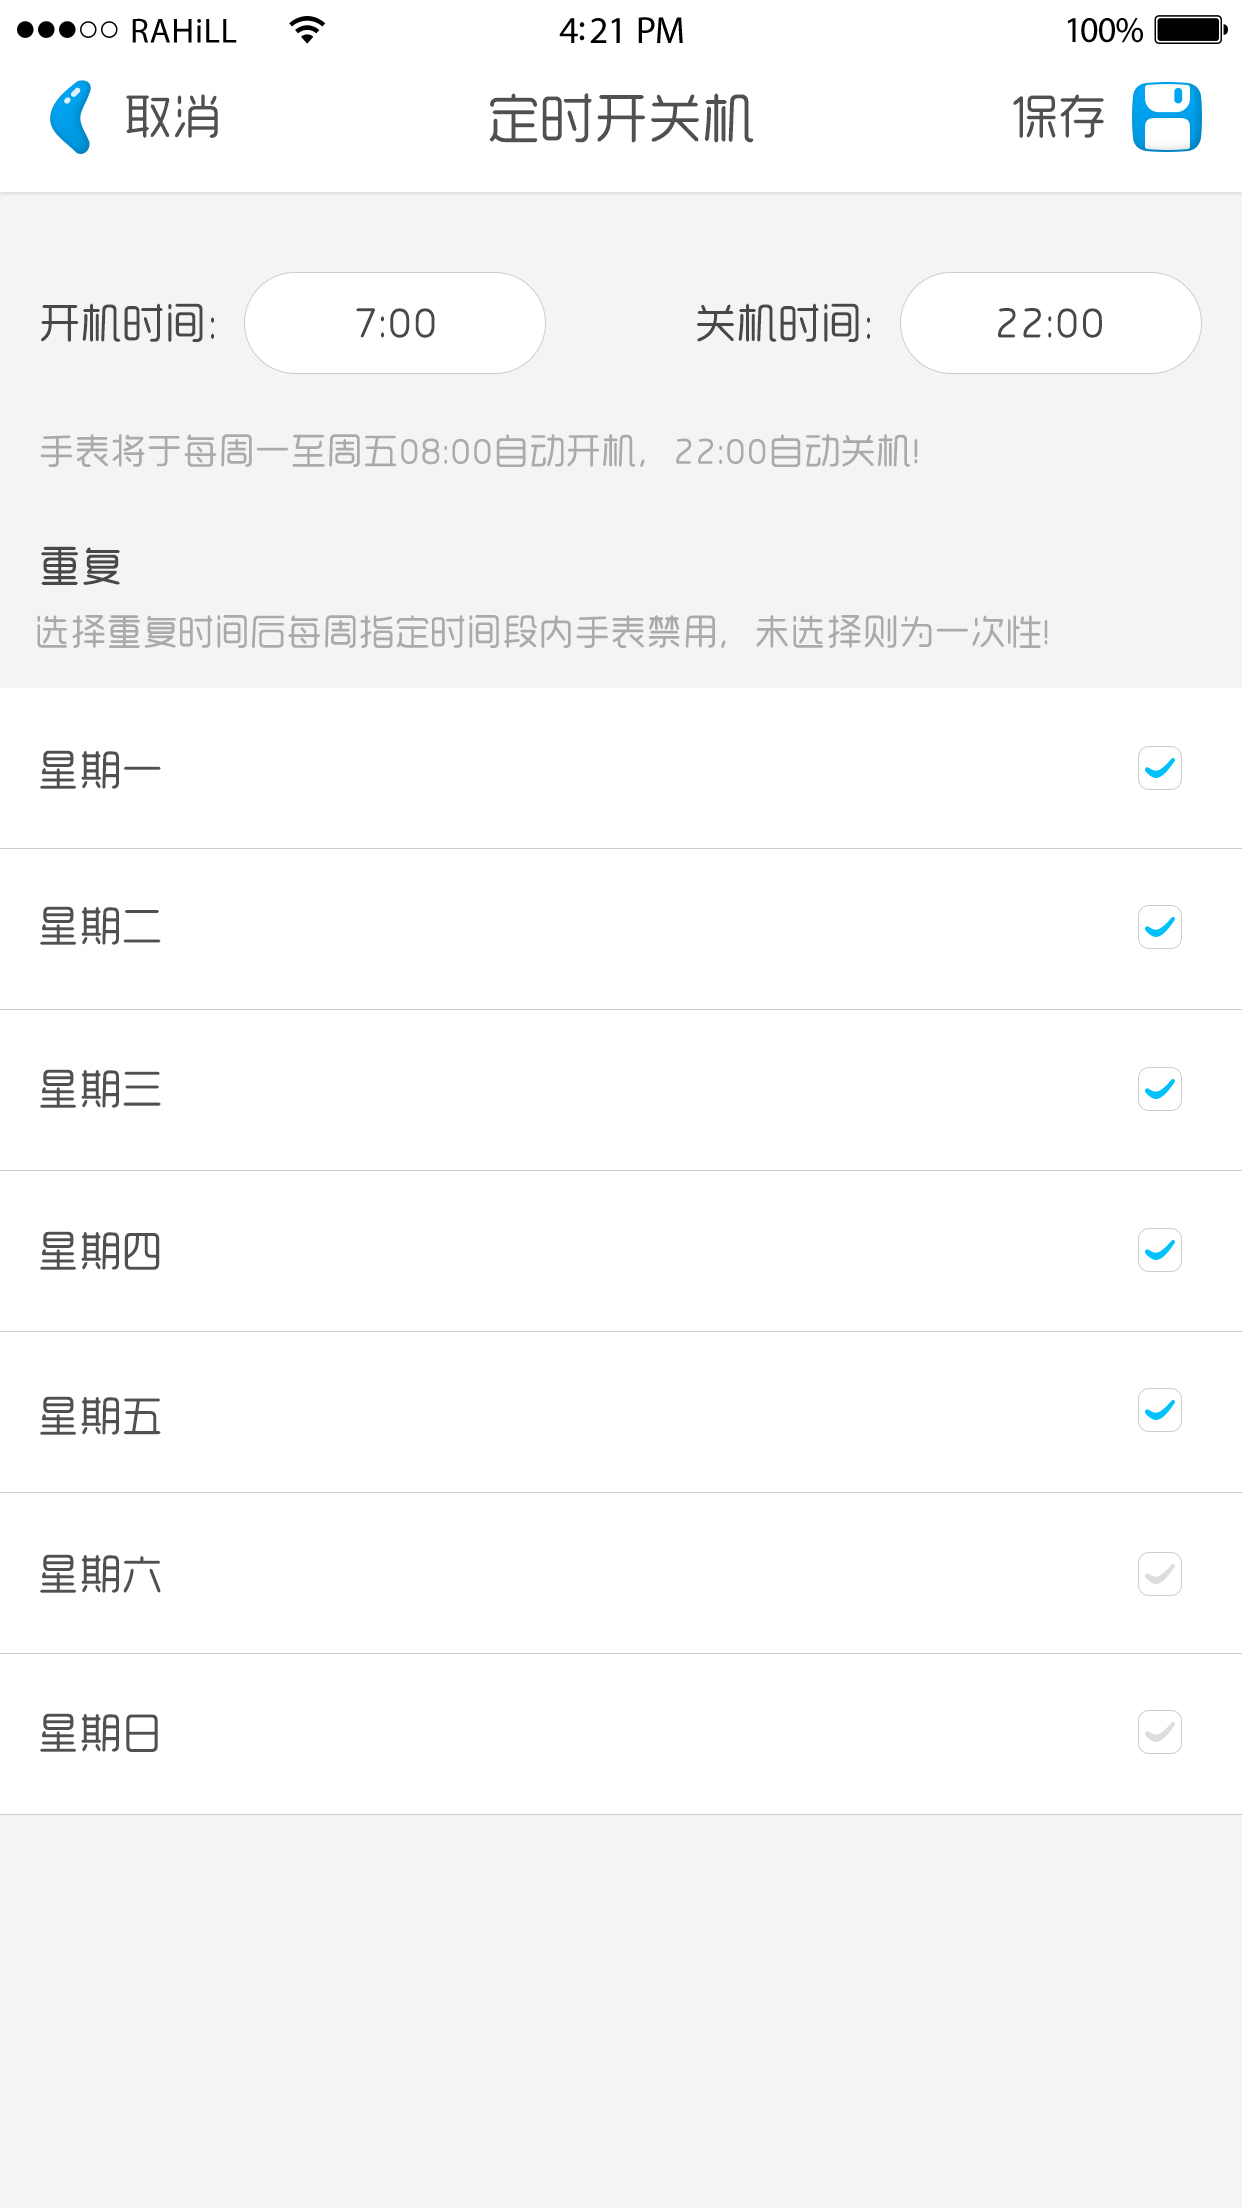 RAHiLL 4:21 PM 100%
取消 定时开关机 保存
开机时间: 7:00 关机时间: 22:00
手表将于每周一至周五08:00自动开机, 22:00自动关机!
重复
选择重复时间后每周指定时间段内手表禁用, 未选择则为一次性!
星期一
星期二
星期三
星期四
星期五
星期六
星期日